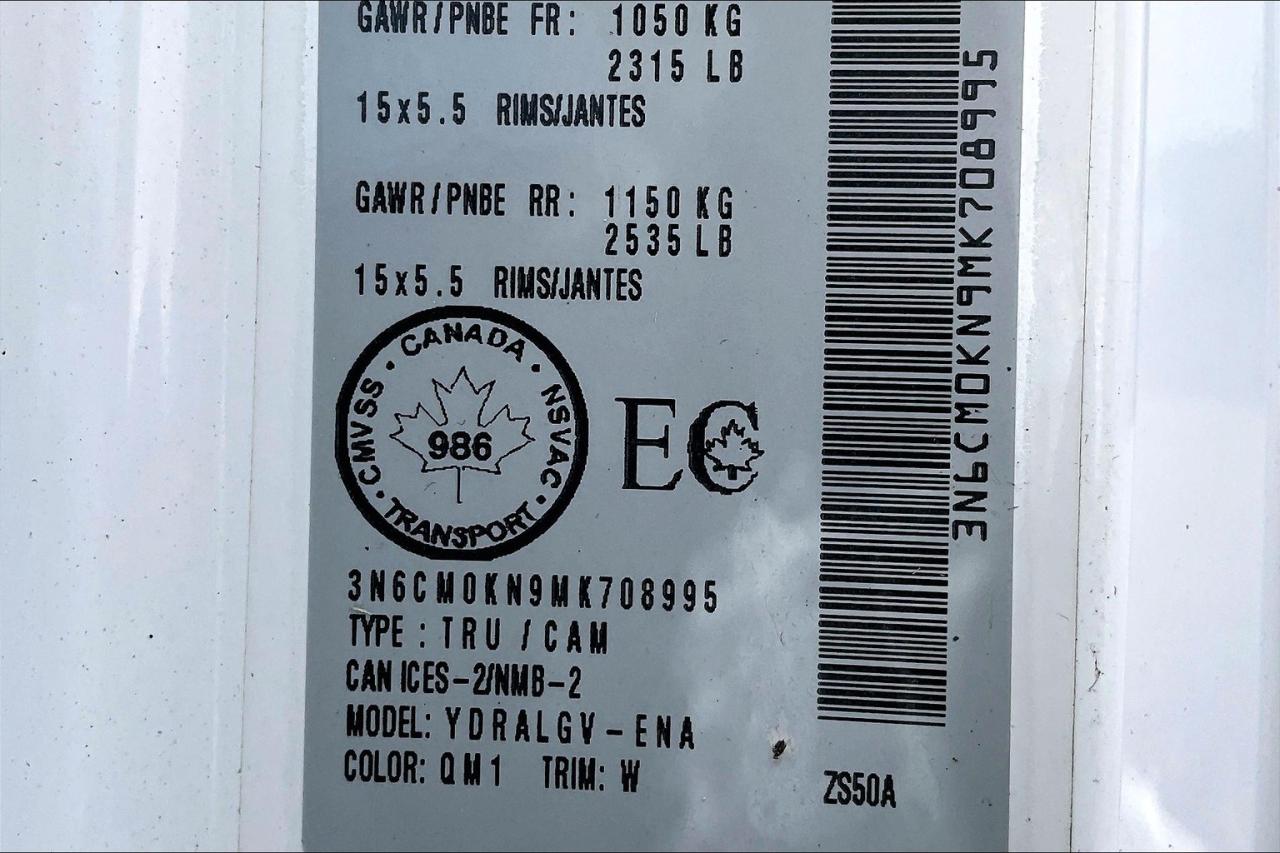 GAWR/PNBE FR: 1050 KG
2315 LB
15x5.5 RIMS/JANTES
GAWR/PNBE RR: 1150 KG
2535 LB
15x5.5 RIMS/JANTES
CANADA · NSVAC · TRANSPORT · CMVSS ·
986
EC
3N6CM0KN9MK708995
TYPE : TRU / CAM
CAN ICES-2/NMB-2
MODEL: YDRALGV-ENA
COLOR: QM1 TRIM: W
ZS50A
3N6CM0KN9MK708995